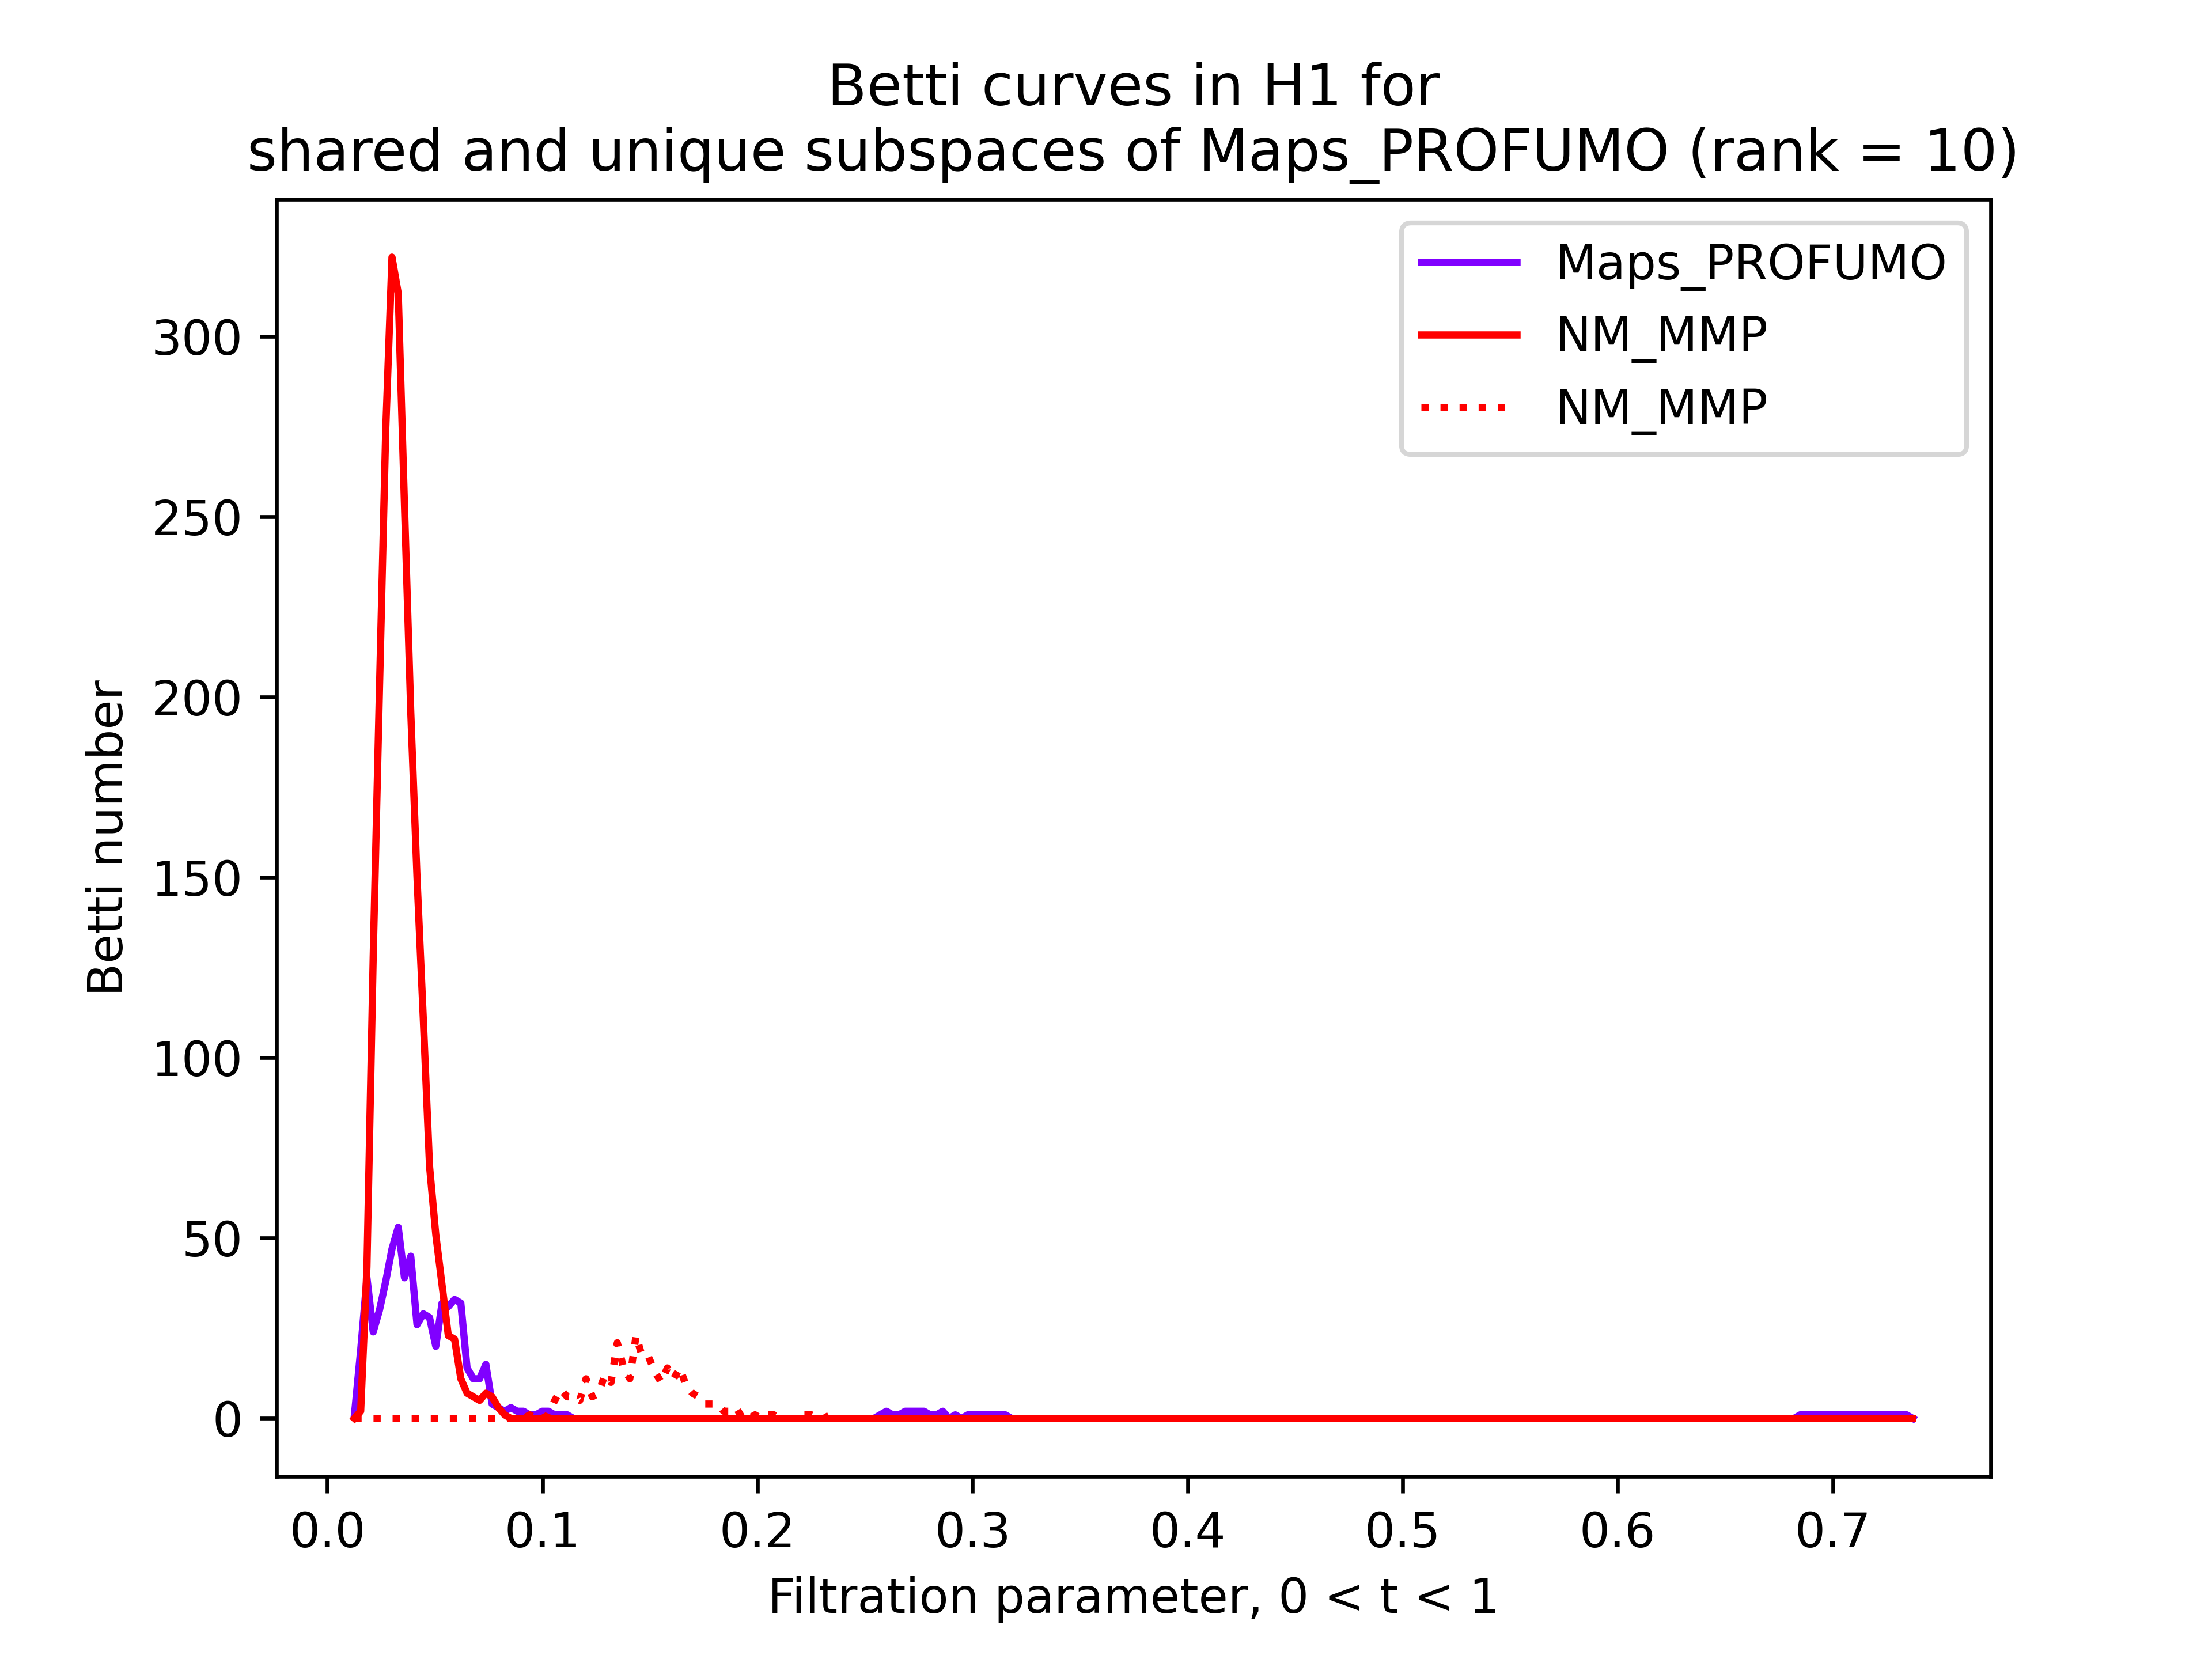 Betti curves in H1 for
shared and unique subspaces of Maps_PROFUMO (rank = 10)
Maps_PROFUMO
NM_MMP
NM_MMP
300
250
200
150
100
50
0
Betti number
0.0 0.1 0.2 0.3 0.4 0.5 0.6 0.7
Filtration parameter, 0 < t < 1